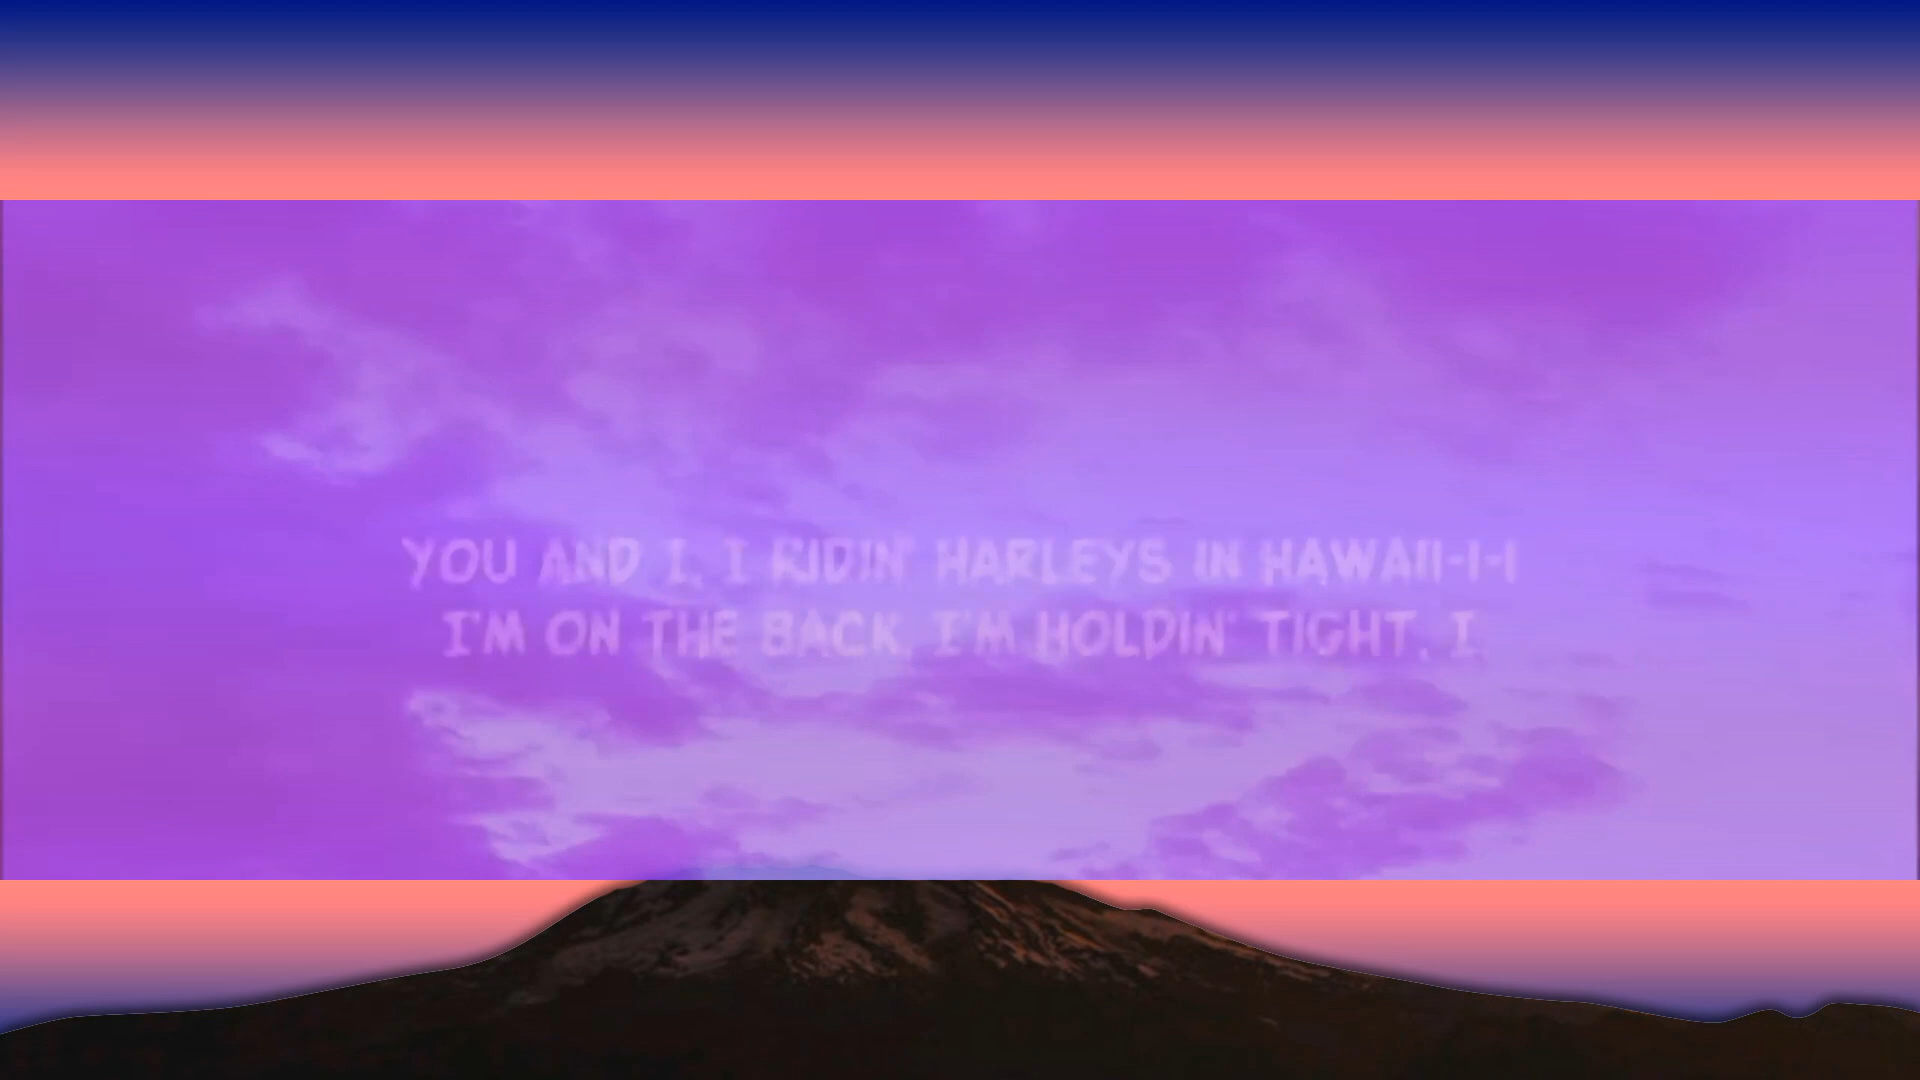 YOU AND I, I RIDIN' HARLEYS IN HAWAII-I-I
I'M ON THE BACK, I'M HOLDIN' TIGHT, I